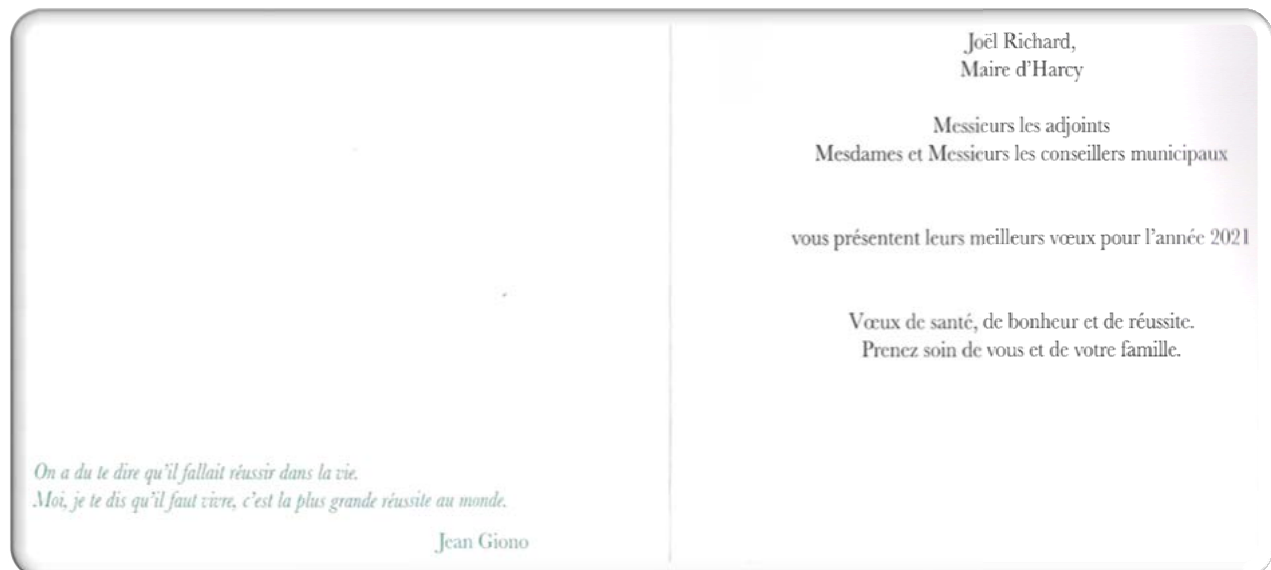 On a du te dire qu'il fallait réussir dans la vie.
Moi, je te dis qu'il faut vivre, c'est la plus grande réussite au monde.
Jean Giono
Joël Richard,
Maire d'Harcy
Messieurs les adjoints
Mesdames et Messieurs les conseillers municipaux
vous présentent leurs meilleurs vœux pour l'année 2021
Vœux de santé, de bonheur et de réussite.
Prenez soin de vous et de votre famille.